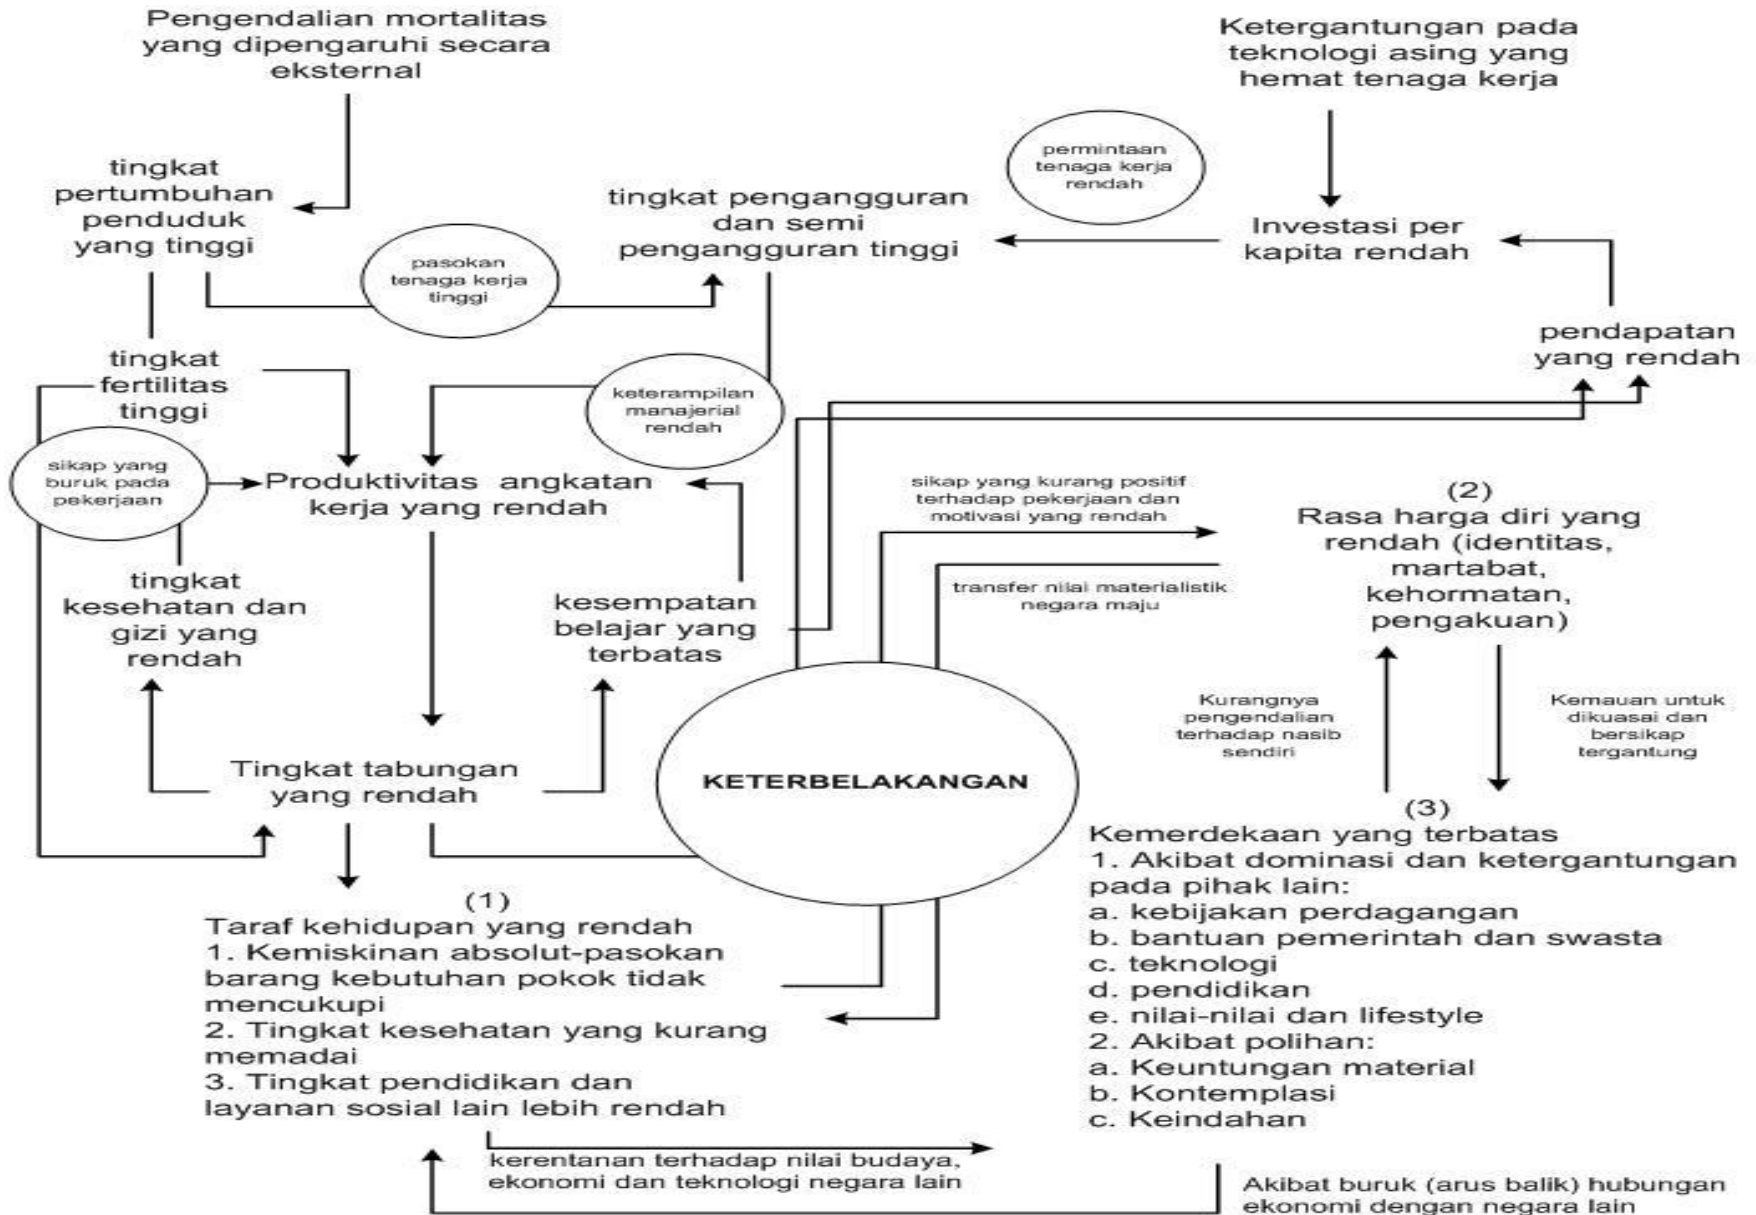 Pengendalian mortalitas
yang dipengaruhi secara
eksternal
Ketergantungan pada
teknologi asing yang
hemat tenaga kerja
permintaan
tenaga kerja
rendah
tingkat
pertumbuhan
penduduk
yang tinggi
tingkat pengangguran
dan semi
pengangguran tinggi
Investasi per
kapita rendah
pasokan
tenaga kerja
tinggi
pendapatan
yang rendah
tingkat
fertilitas
tinggi
keterampilan
manajerial
rendah
sikap yang
buruk pada
pekerjaan
Produktivitas angkatan
kerja yang rendah
sikap yang kurang positif
terhadap pekerjaan dan
motivasi yang rendah
(2)
Rasa harga diri yang
rendah (identitas,
martabat,
kehormatan,
pengakuan)
tingkat
kesehatan dan
gizi yang
rendah
kesempatan
belajar yang
terbatas
transfer nilai materialistik
negara maju
Kurangnya
pengendalian
terhadap nasib
sendiri
Kemauan untuk
dikuasai dan
bersikap
tergantung
Tingkat tabungan
yang rendah
KETERBELAKANGAN
(3)
Kemerdekaan yang terbatas
1. Akibat dominasi dan ketergantungan
pada pihak lain:
a. kebijakan perdagangan
b. bantuan pemerintah dan swasta
c. teknologi
d. pendidikan
e. nilai-nilai dan lifestyle
2. Akibat polihan:
a. Keuntungan material
b. Kontemplasi
c. Keindahan
(1)
Taraf kehidupan yang rendah
1. Kemiskinan absolut-pasokan
barang kebutuhan pokok tidak
mencukupi
2. Tingkat kesehatan yang kurang
memadai
3. Tingkat pendidikan dan
layanan sosial lain lebih rendah
kerentanan terhadap nilai budaya,
ekonomi dan teknologi negara lain
Akibat buruk (arus balik) hubungan
ekonomi dengan negara lain